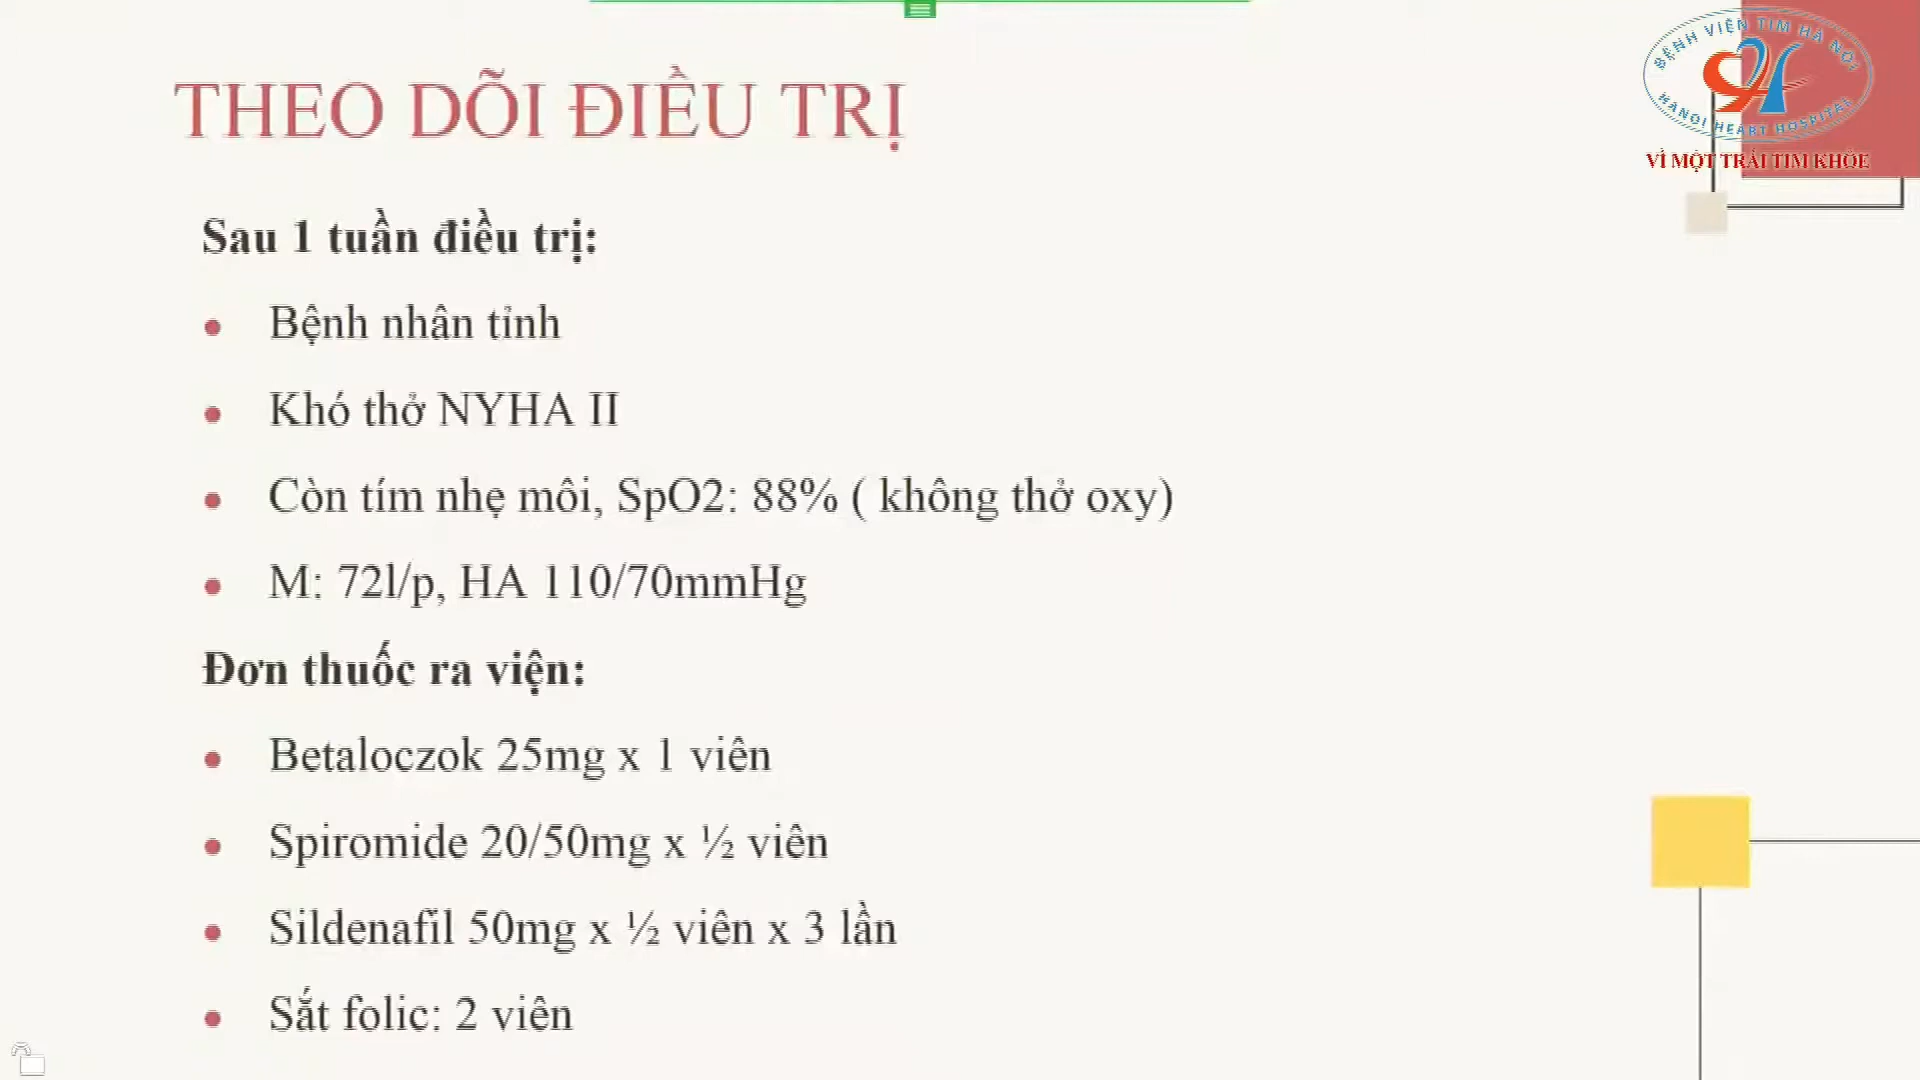 BỆNH VIỆN TIM HÀ NỘI
HANOI HEART HOSPITAL
VÌ MỘT TRÁI TIM KHỎE
THEO DÕI ĐIỀU TRỊ
Sau 1 tuần điều trị:
Bệnh nhân tỉnh
Khó thở NYHA II
Còn tím nhẹ môi, SpO2: 88% ( không thở oxy)
M: 72l/p, HA 110/70mmHg
Đơn thuốc ra viện:
Betaloczok 25mg x 1 viên
Spiromide 20/50mg x ½ viên
Sildenafil 50mg x ½ viên x 3 lần
Sắt folic: 2 viên